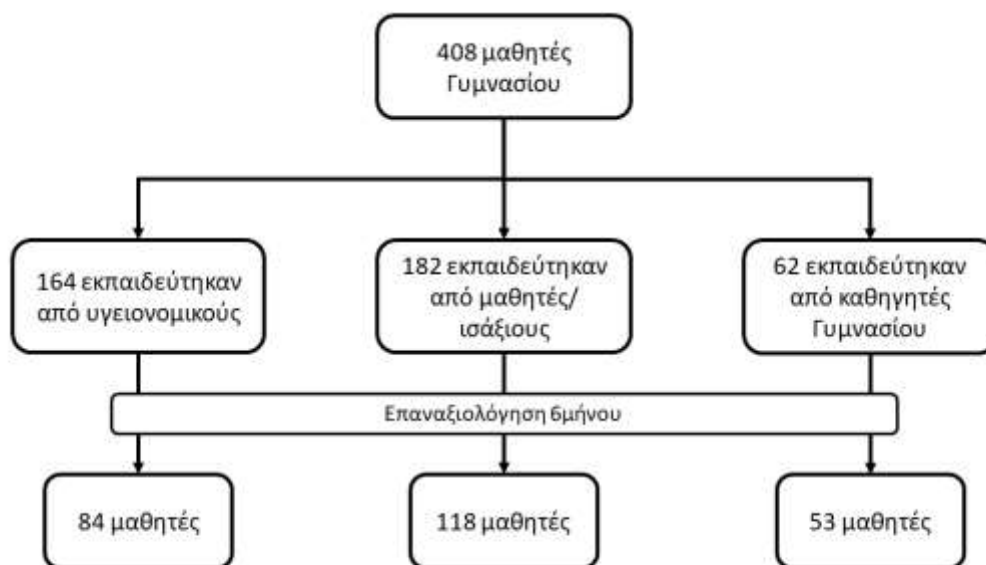 408 μαθητές
Γυμνασίου
164 εκπαιδεύτηκαν
από υγειονομικούς
182 εκπαιδεύτηκαν
από μαθητές/
ισάξιους
62 εκπαιδεύτηκαν
από καθηγητές
Γυμνασίου
Επαναξιολόγηση 6μήνου
84 μαθητές
118 μαθητές
53 μαθητές